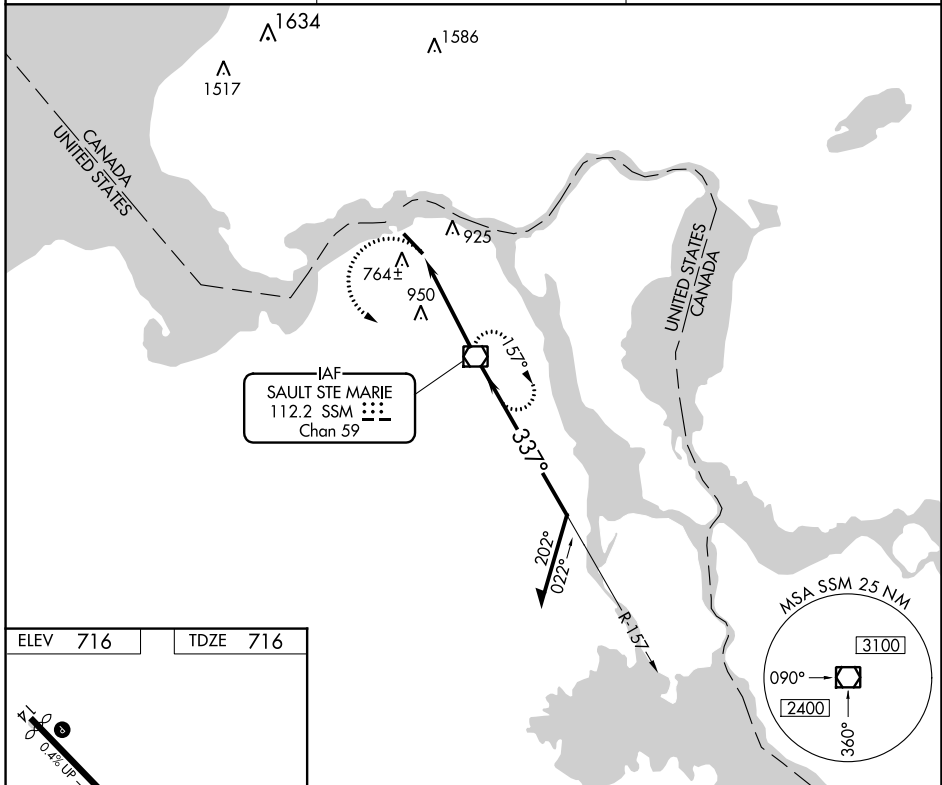 1634
1586
1517
CANADA
UNITED STATES
925
764±
950
UNITED STATES
CANADA
157°
IAF
SAULT STE MARIE
112.2 SSM
Chan 59
337°
202°
022°
R-157
MSA SSM 25 NM
3100
090°
2400
360°
ELEV 716
TDZE 716
14
P
0.4% UP